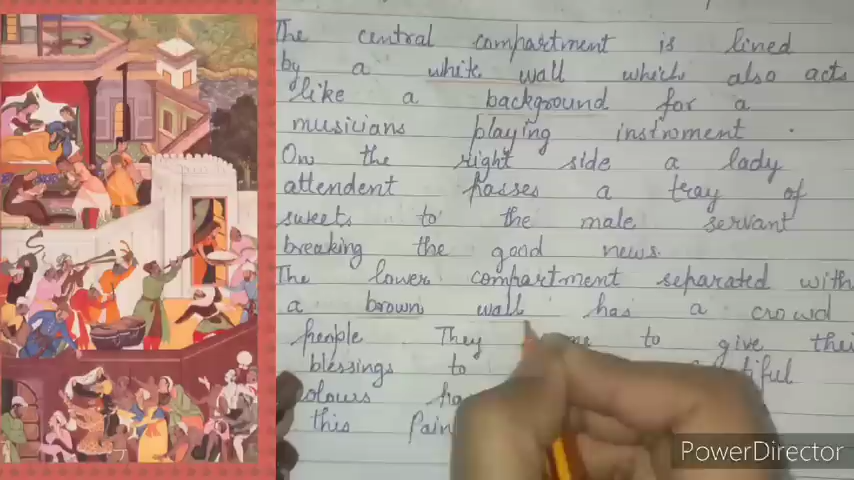 The central compartment is lined
by a white wall which also acts
like a background for a
musicians playing instroment .
On the right side a lady
attendent passes a tray of
sweets to the male servant
breaking the good news.
The lower compartment separated with
a brown wall has a crowd
people They to give thei
blessings to
colours
this
PowerDirector